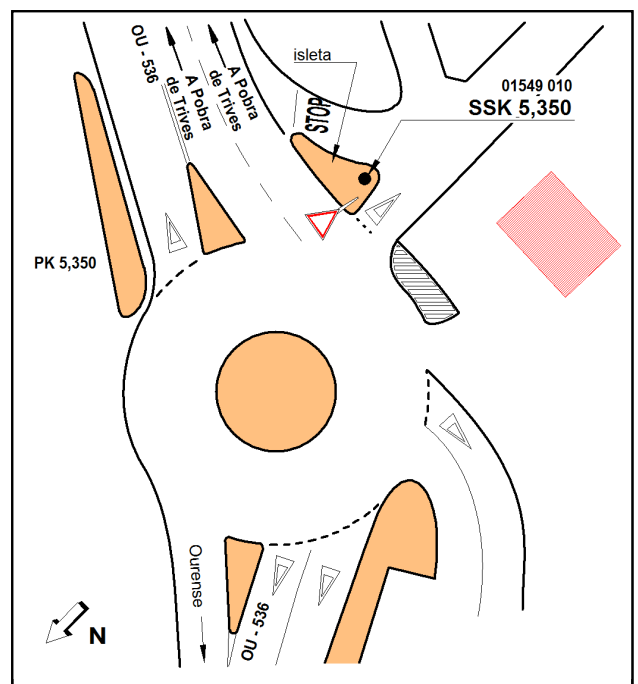 OU - 536
A Pobra
de Trives
A Pobra
de Trives
isleta
STOP
01549 010
SSK 5,350
PK 5,350
Ourense
OU - 536
N